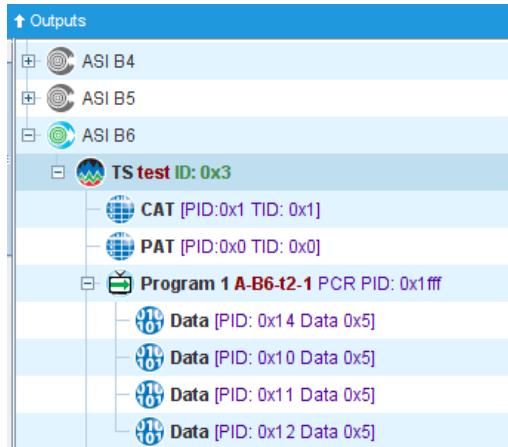 Outputs
ASI B4
ASI B5
ASI B6
TS test ID: 0x3
CAT [PID:0x1 TID: 0x1]
PAT [PID:0x0 TID: 0x0]
Program 1 A-B6-t2-1 PCR PID: 0x1fff
Data [PID: 0x14 Data 0x5]
Data [PID: 0x10 Data 0x5]
Data [PID: 0x11 Data 0x5]
Data [PID: 0x12 Data 0x5]